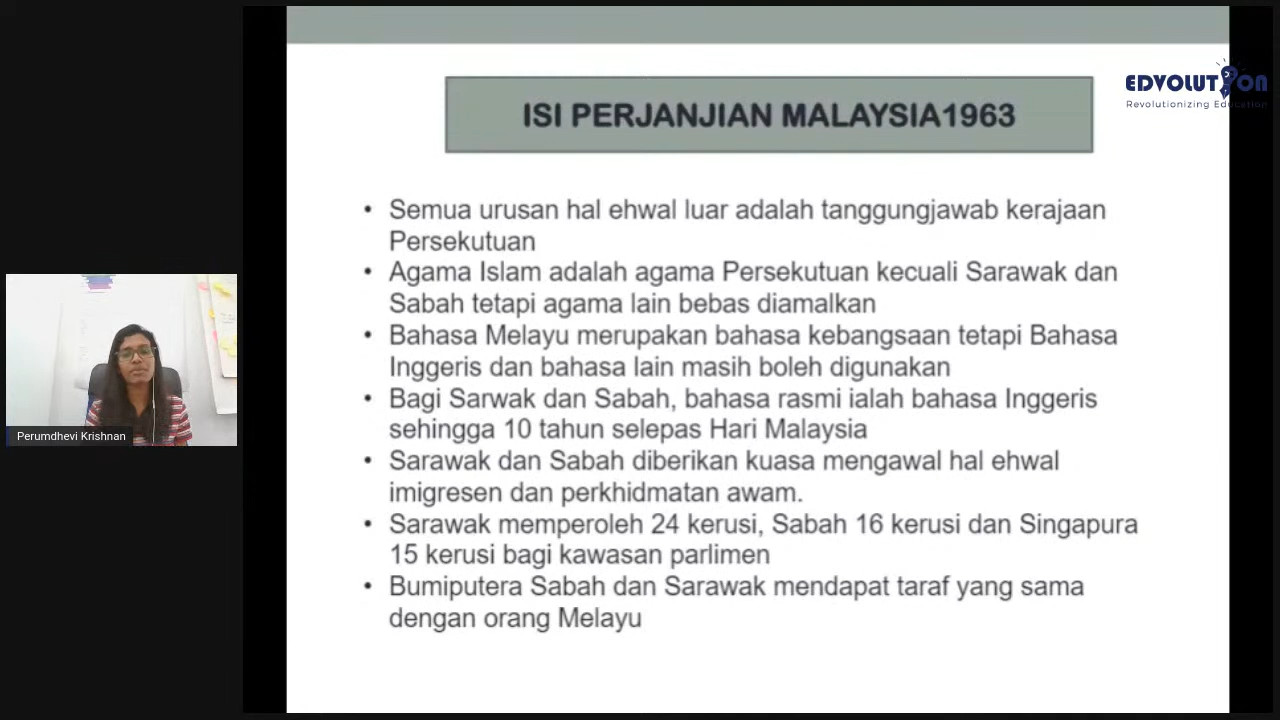 EDVOLUTION
Revolutionizing Education
ISI PERJANJIAN MALAYSIA1963
• Semua urusan hal ehwal luar adalah tanggungjawab kerajaan
Persekutuan
• Agama Islam adalah agama Persekutuan kecuali Sarawak dan
Sabah tetapi agama lain bebas diamalkan
• Bahasa Melayu merupakan bahasa kebangsaan tetapi Bahasa
Inggeris dan bahasa lain masih boleh digunakan
• Bagi Sarwak dan Sabah, bahasa rasmi ialah bahasa Inggeris
sehingga 10 tahun selepas Hari Malaysia
• Sarawak dan Sabah diberikan kuasa mengawal hal ehwal
imigresen dan perkhidmatan awam.
• Sarawak memperoleh 24 kerusi, Sabah 16 kerusi dan Singapura
15 kerusi bagi kawasan parlimen
• Bumiputera Sabah dan Sarawak mendapat taraf yang sama
dengan orang Melayu
Perumdhevi Krishnan